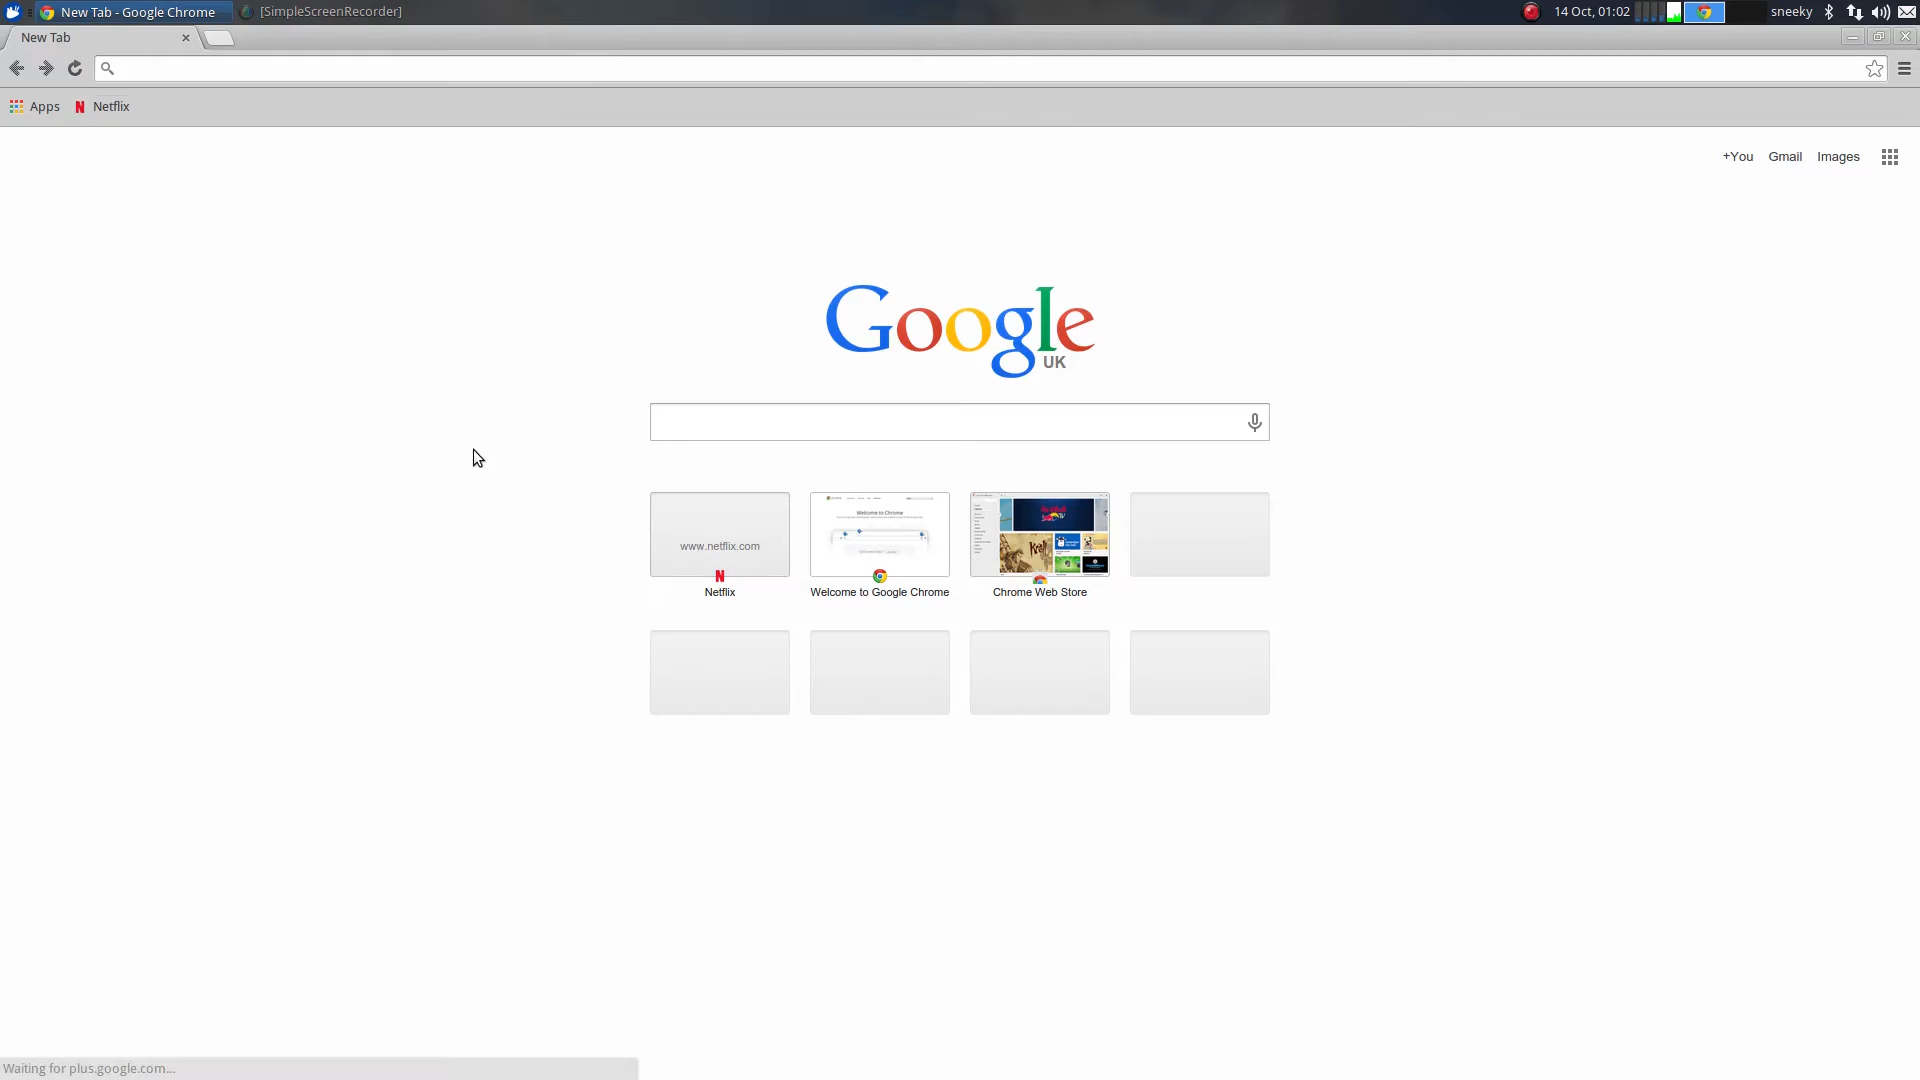 New Tab - Google Chrome
[SimpleScreenRecorder]
14 Oct, 01:02
sneeky
New Tab
Apps
Netflix
+You
Gmail
Images
Google
UK
www.netflix.com
Welcome to Chrome
Netflix
Welcome to Google Chrome
Chrome Web Store
Waiting for plus.google.com...